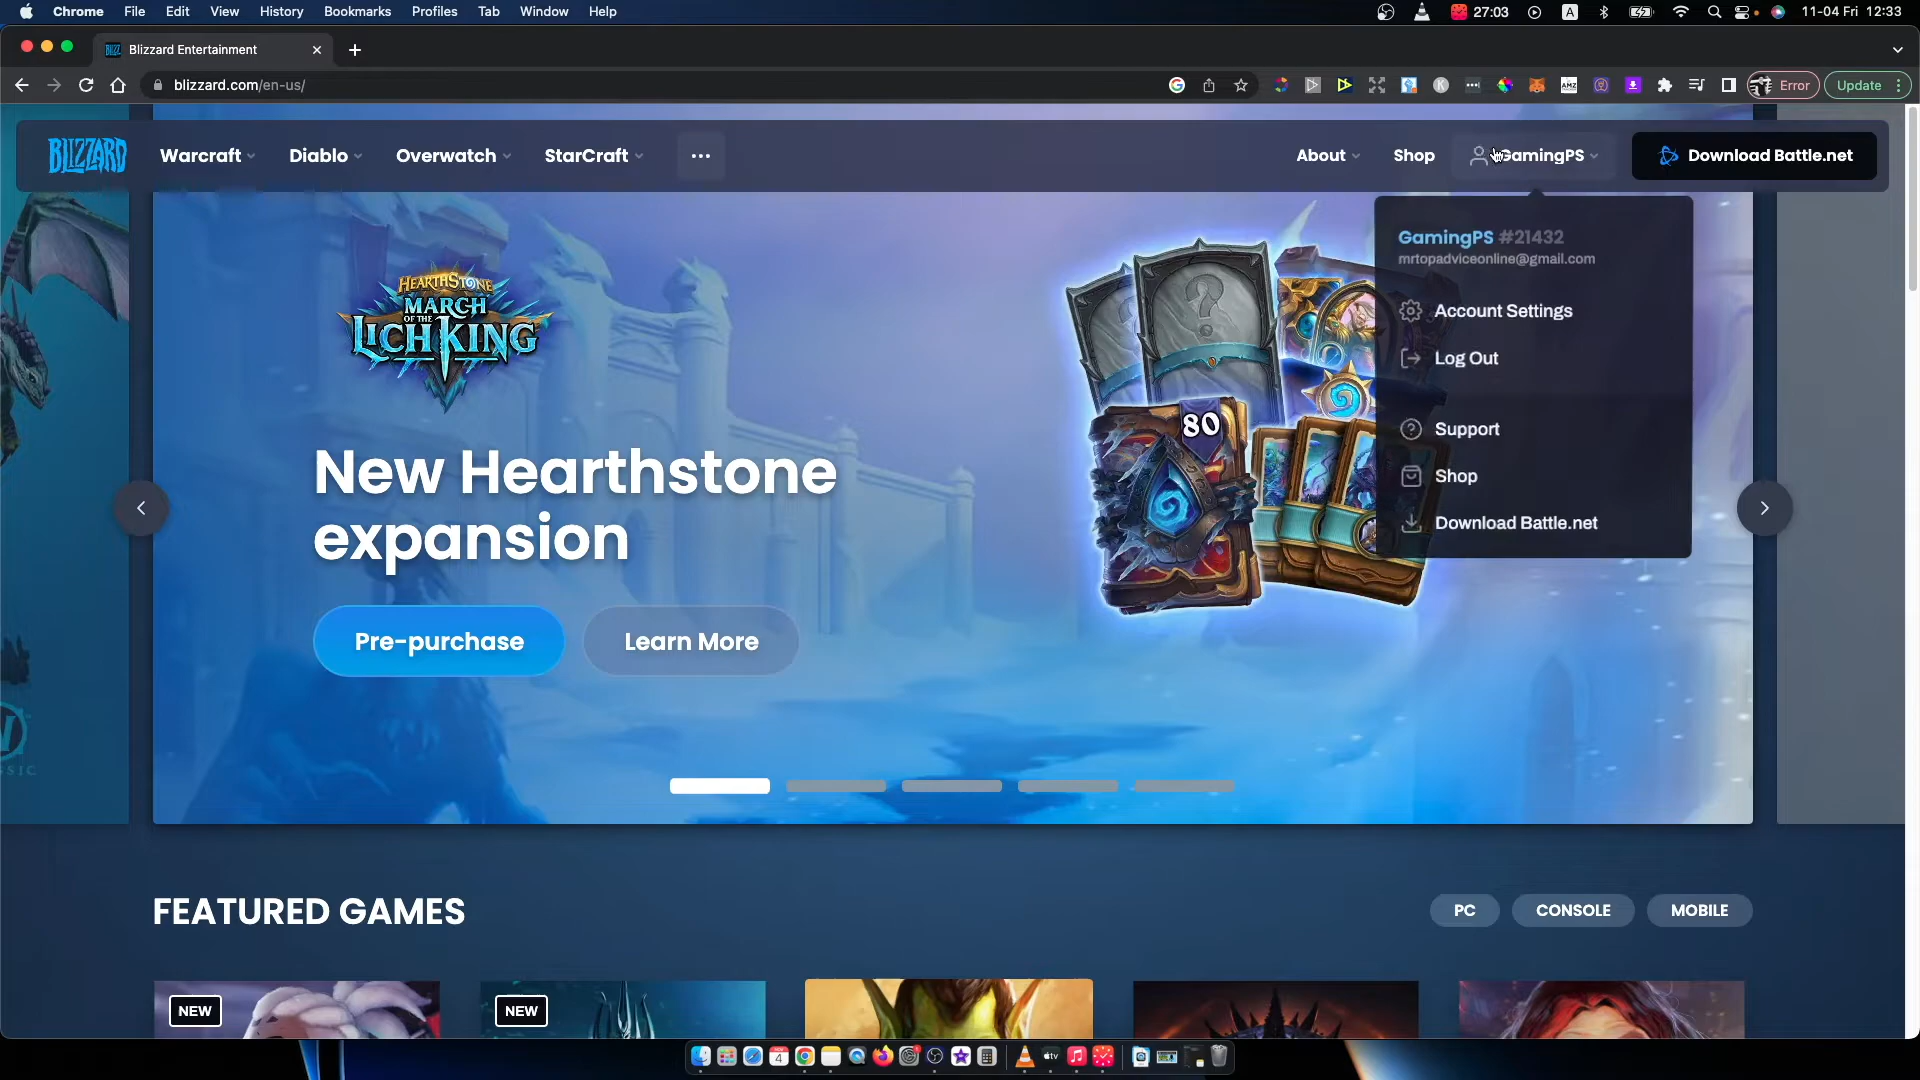 Chrome File Edit View History Bookmarks Profiles Tab Window Help 27:03 A 11-04 Fri 12:33
Blizzard Entertainment
blizzard.com/en-us/ Error Update
BLIZZARD Warcraft Diablo Overwatch StarCraft ... About Shop GamingPS Download Battle.net
GamingPS #21432
mrtopadviceonline@gmail.com
Account Settings
Log Out
Support
Shop
Download Battle.net
HEARTHSTONE
MARCH
OF THE
LICH KING
80
New Hearthstone
expansion
Pre-purchase Learn More
FEATURED GAMES PC CONSOLE MOBILE
NEW NEW